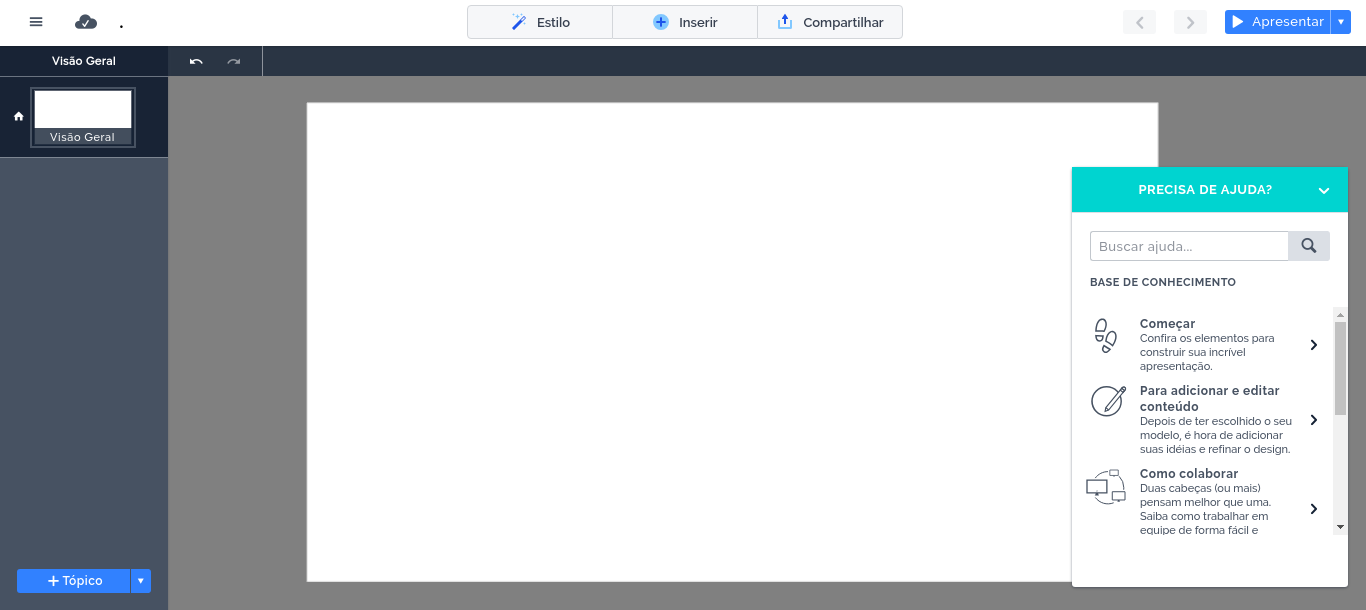 .
Estilo
Inserir
Compartilhar
Apresentar
Visão Geral
Visão Geral
PRECISA DE AJUDA?
Buscar ajuda...
BASE DE CONHECIMENTO
Começar
Confira os elementos para
construir sua incrível
apresentação.
Para adicionar e editar
conteúdo
Depois de ter escolhido o seu
modelo, é hora de adicionar
suas idéias e refinar o design.
Como colaborar
Duas cabeças (ou mais)
pensam melhor que uma.
Saiba como trabalhar em
equipe de forma fácil e
+ Tópico